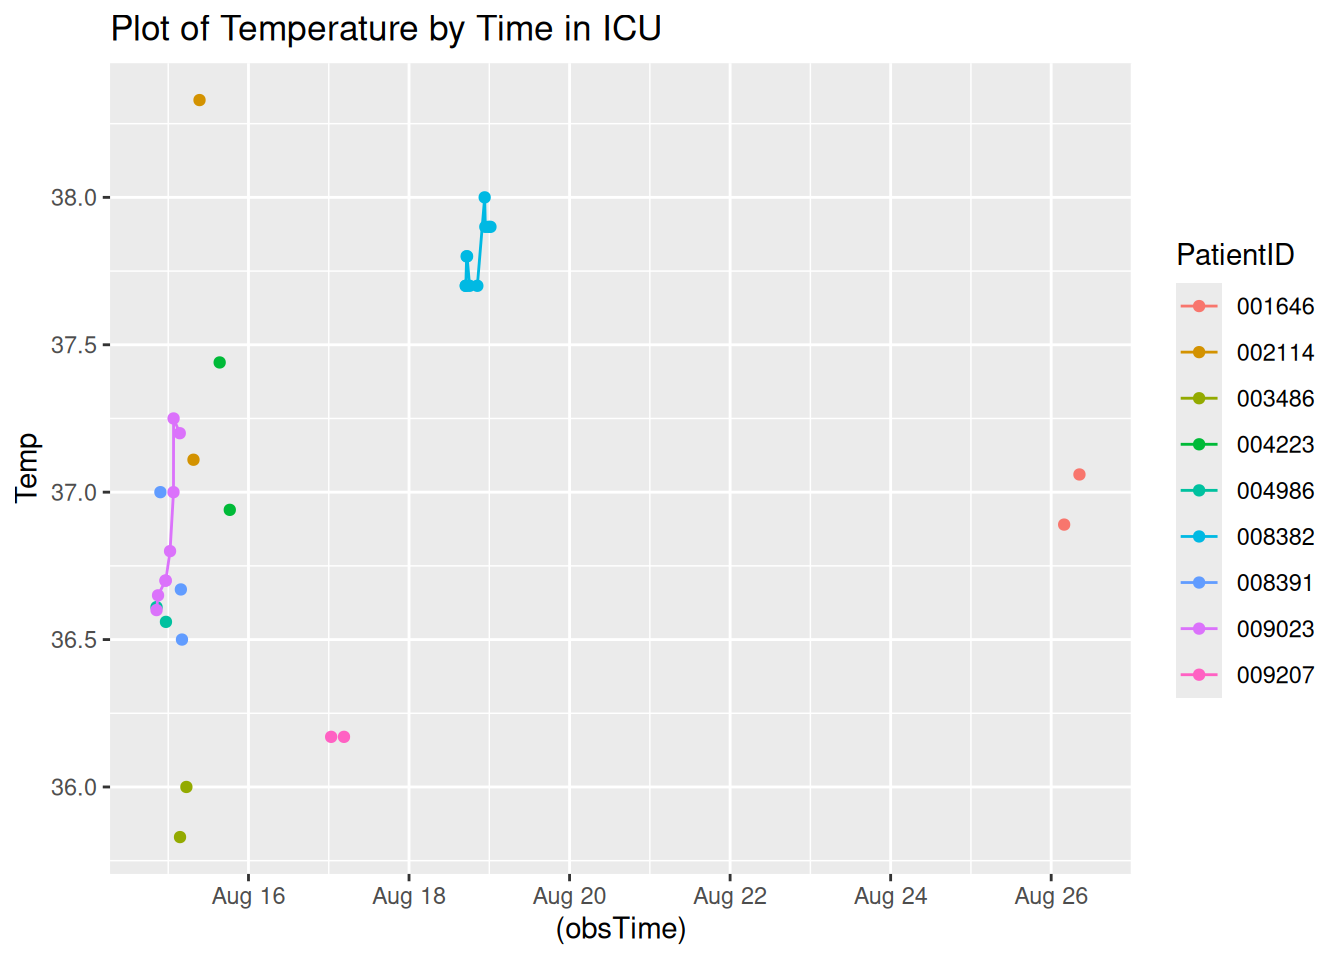 Plot of Temperature by Time in ICU
Temp
38.0
37.5
37.0
36.5
36.0
Aug 16 Aug 18 Aug 20 Aug 22 Aug 24 Aug 26
(obsTime)
PatientID
001646
002114
003486
004223
004986
008382
008391
009023
009207